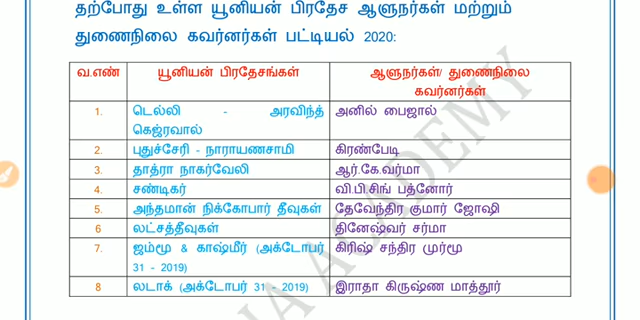 தற்போது உள்ள யூனியன் பிரதேச ஆளுநர்கள் மற்றும்
துணைநிலை கவர்னர்கள் பட்டியல் 2020:
வ.எண் யூனியன் பிரதேசங்கள் ஆளுநர்கள்/ துணைநிலை
கவர்னர்கள்
1. டெல்லி - அரவிந்த் அனில் பைஜால்
கெஜ்ரவால்
2. புதுச்சேரி - நாராயணசாமி கிரண்பேடி
3. தாத்ரா நாகர்வேலி ஆர்.கே.வர்மா
4. சண்டிகர் வி.பி.சிங் பத்னோர்
5. அந்தமான் நிக்கோபார் தீவுகள் தேவேந்திர குமார் ஜோஷி
6 லட்சத்தீவுகள் தினேஷ்வர் சர்மா
7. ஜம்மூ & காஷ்மீர் (அக்டோபர் கிரிஷ் சந்திர முர்மூ
31 - 2019)
8 லடாக் (அக்டோபர் 31 - 2019) இராதா கிருஷ்ண மாத்தூர்
ACADEMY